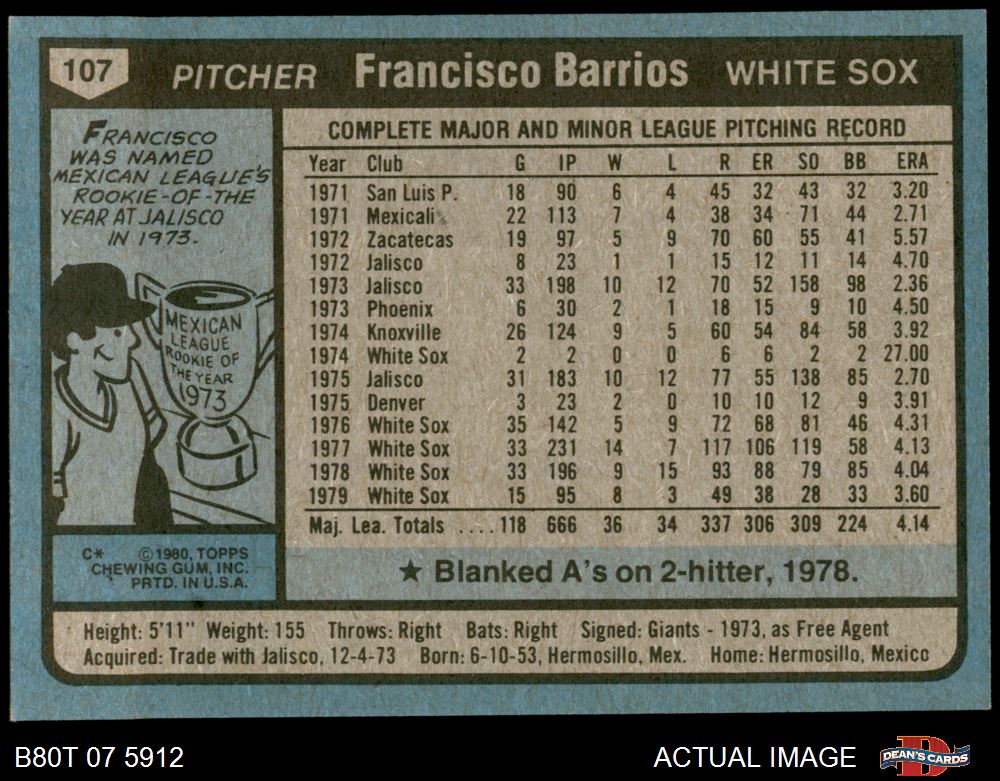 107 PITCHER Francisco Barrios WHITE SOX
FRANCISCO
WAS NAMED
MEXICAN LEAGUE'S
ROOKIE-OF-THE
YEAR AT JALISCO
IN 1973.
MEXICAN
LEAGUE
ROOKIE OF
THE YEAR
1973
C* © 1980, TOPPS
CHEWING GUM, INC.
PRTD. IN U.S.A.
COMPLETE MAJOR AND MINOR LEAGUE PITCHING RECORD
Year Club G IP W L R ER SO BB ERA
1971 San Luis P. 18 90 6 4 45 32 43 32 3.20
1971 Mexicali 22 113 7 4 38 34 71 44 2.71
1972 Zacatecas 19 97 5 9 70 60 55 41 5.57
1972 Jalisco 8 23 1 1 15 12 11 14 4.70
1973 Jalisco 33 198 10 12 70 52 158 98 2.36
1973 Phoenix 6 30 2 1 18 15 9 10 4.50
1974 Knoxville 26 124 9 5 60 54 84 58 3.92
1974 White Sox 2 2 0 0 6 6 2 2 27.00
1975 Jalisco 31 183 10 12 77 55 138 85 2.70
1975 Denver 3 23 2 0 10 10 12 9 3.91
1976 White Sox 35 142 5 9 72 68 81 46 4.31
1977 White Sox 33 231 14 7 117 106 119 58 4.13
1978 White Sox 33 196 9 15 93 88 79 85 4.04
1979 White Sox 15 95 8 3 49 38 28 33 3.60
Maj. Lea. Totals .... 118 666 36 34 337 306 309 224 4.14
★ Blanked A's on 2-hitter, 1978.
Height: 5'11" Weight: 155 Throws: Right Bats: Right Signed: Giants - 1973, as Free Agent
Acquired: Trade with Jalisco, 12-4-73 Born: 6-10-53, Hermosillo, Mex. Home: Hermosillo, Mexico
B80T 07 5912 ACTUAL IMAGE DEAN'S CARDS